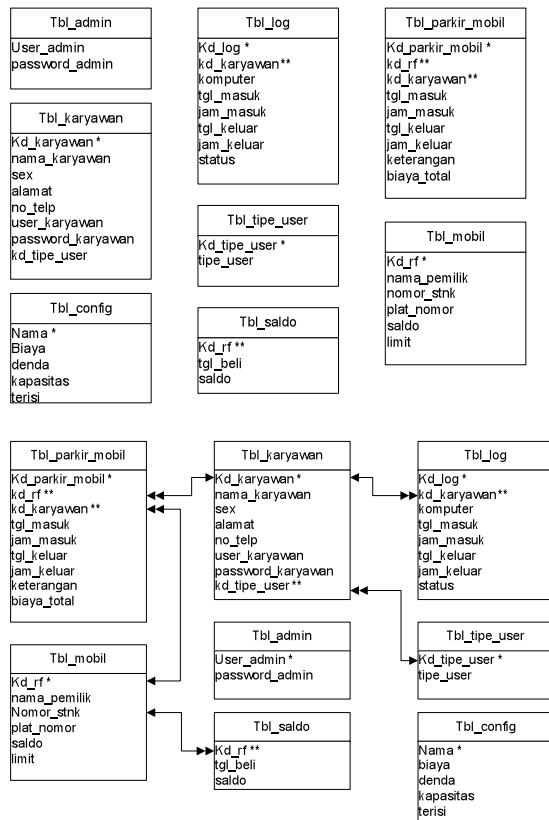 Tbl_admin
User_admin
password_admin
Tbl_log
Kd_log *
kd_karyawan**
komputer
tgl_masuk
jam_masuk
tgl_keluar
jam_keluar
status
Tbl_parkir_mobil
Kd_parkir_mobil *
kd_rf**
kd_karyawan**
tgl_masuk
jam_masuk
tgl_keluar
jam_keluar
keterangan
biaya_total
Tbl_karyawan
Kd_karyawan *
nama_karyawan
sex
alamat
no_telp
user_karyawan
password_karyawan
kd_tipe_user
Tbl_tipe_user
Kd_tipe_user *
tipe_user
Tbl_mobil
Kd_rf *
nama_pemilik
nomor_stnk
plat_nomor
saldo
limit
Tbl_config
Nama *
Biaya
denda
kapasitas
terisi
Tbl_saldo
Kd_rf **
tgl_beli
saldo
Tbl_parkir_mobil
Kd_parkir_mobil *
kd_rf **
kd_karyawan **
tgl_masuk
jam_masuk
tgl_keluar
jam_keluar
keterangan
biaya_total
Tbl_karyawan
Kd_karyawan *
nama_karyawan
sex
alamat
no_telp
user_karyawan
password_karyawan
kd_tipe_user **
Tbl_log
Kd_log *
kd_karyawan**
komputer
tgl_masuk
jam_masuk
tgl_keluar
jam_keluar
status
Tbl_mobil
Kd_rf *
nama_pemilik
Nomor_stnk
plat_nomor
saldo
limit
Tbl_admin
User_admin *
password_admin
Tbl_tipe_user
Kd_tipe_user *
tipe_user
Tbl_saldo
Kd_rf **
tgl_beli
saldo
Tbl_config
Nama *
biaya
denda
kapasitas
terisi